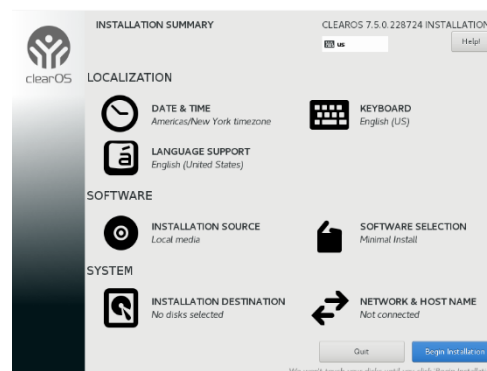 INSTALLATION SUMMARY
CLEAROS 7.5.0.228724 INSTALLATION
us
Help!
clearOS
LOCALIZATION
DATE & TIME
Americas/New York timezone
KEYBOARD
English (US)
LANGUAGE SUPPORT
English (United States)
SOFTWARE
INSTALLATION SOURCE
Local media
SOFTWARE SELECTION
Minimal Install
SYSTEM
INSTALLATION DESTINATION
No disks selected
NETWORK & HOST NAME
Not connected
Quit
Begin Installation